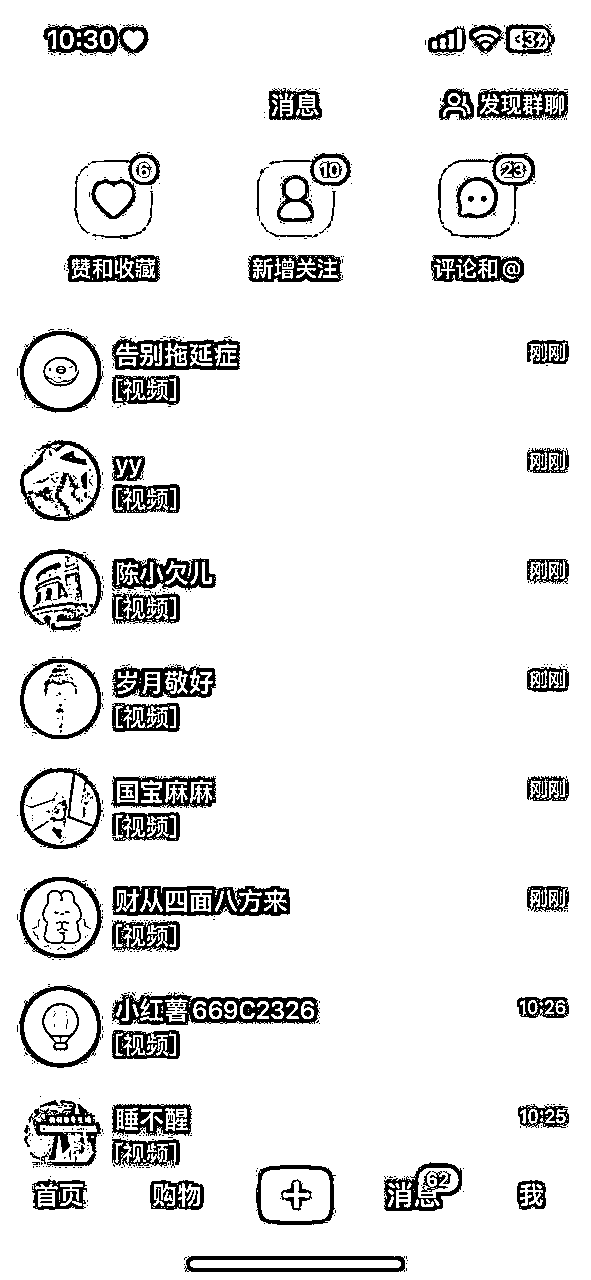 10:30
33
消息
发现群聊
6
10
23
赞和收藏
新增关注
评论和@
告别拖延症
刚刚
[视频]
yy
刚刚
[视频]
陈小欠儿
刚刚
[视频]
岁月敬好
刚刚
[视频]
国宝麻麻
刚刚
[视频]
财从四面八方来
刚刚
[视频]
小红薯669C2326
10:26
[视频]
睡不醒
10:25
[视频]
首页
购物
消息
62
我